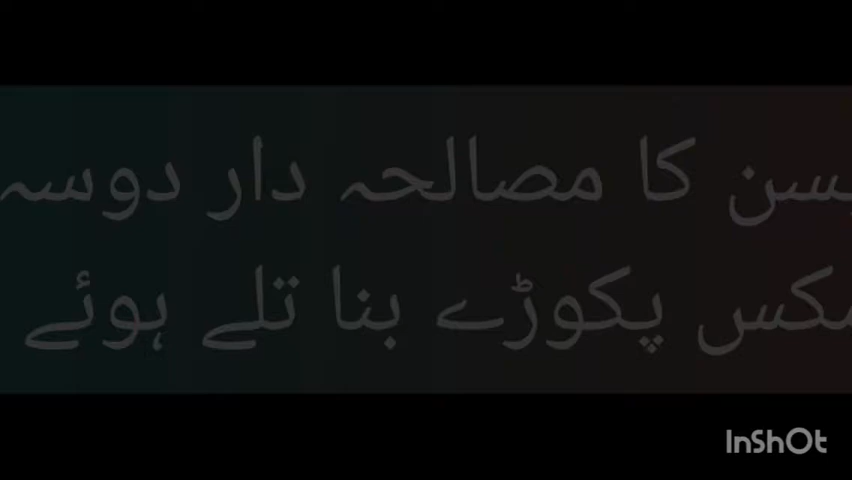 کا مصالحہ دار دوسہ
پکوڑے بنا تلے ہوئے
InShOt